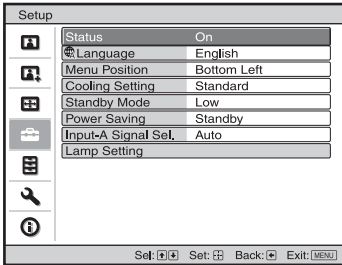 Setup
Status On
Language English
Menu Position Bottom Left
Cooling Setting Standard
Standby Mode Low
Power Saving Standby
Input-A Signal Sel. Auto
Lamp Setting
Sel: Set: Back: Exit: MENU